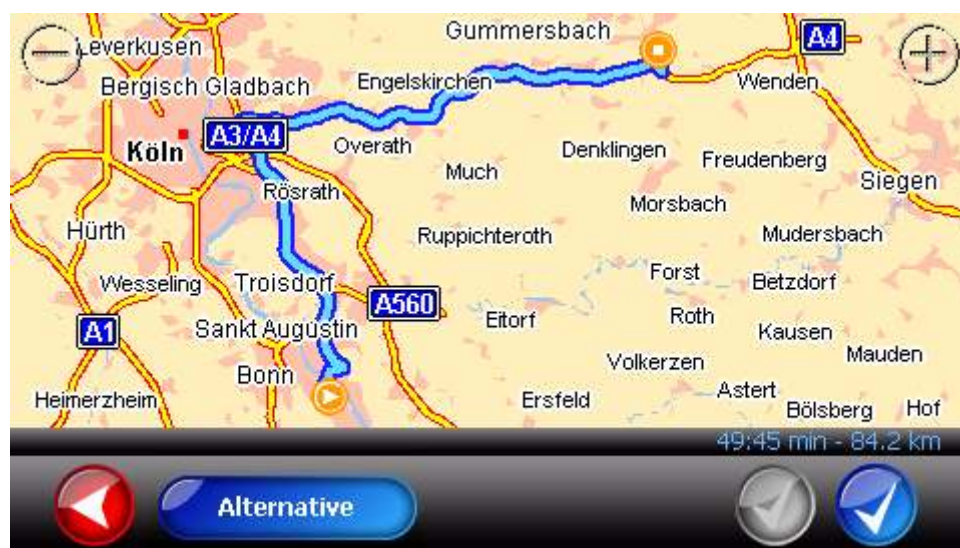 Gummersbach
A4
Leverkusen
Bergisch Gladbach
Engelskirchen
Wenden
A3/A4
Köln
Overath
Denklingen
Freudenberg
Much
Siegen
Rösrath
Morsbach
Hürth
Ruppichteroth
Mudersbach
Forst
Betzdorf
Wesseling
Troisdorf
A560
Eitorf
Roth
A1
Sankt Augustin
Kausen
Volkerzen
Mauden
Bonn
Astert
Heimerzheim
Ersfeld
Bölsberg
Hof
49:45 min - 84.2 km
Alternative